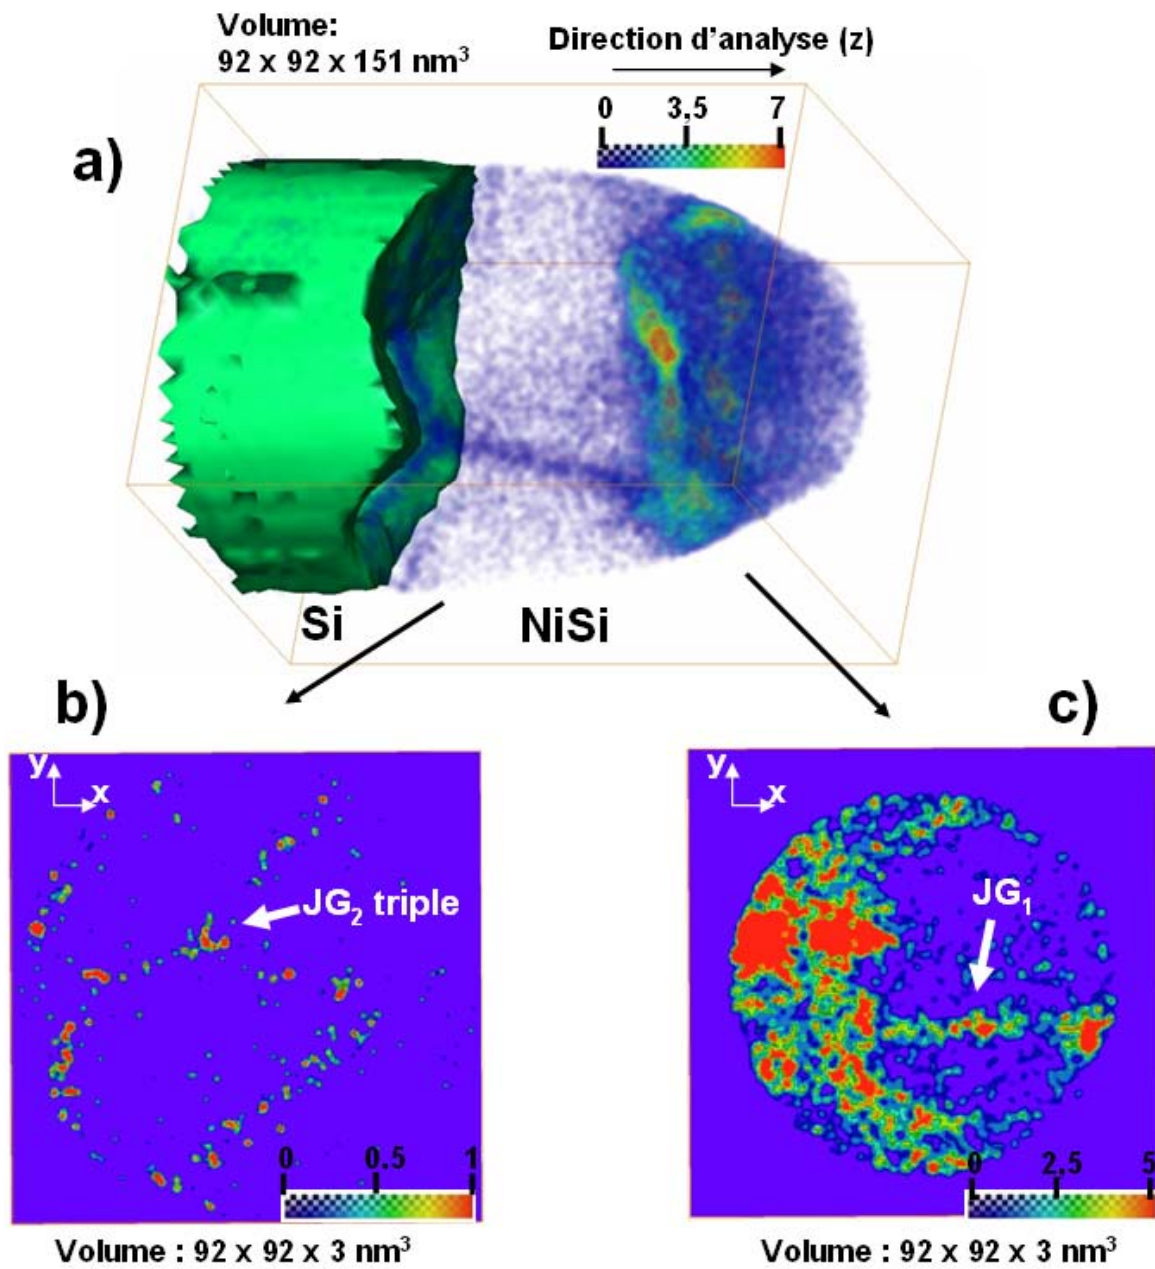 Volume:
92 x 92 x 151 nm³
Direction d'analyse (z)
0 3,5 7
a)
Si
NiSi
b)
c)
y
x
JG₂ triple
0 0.5 1
Volume : 92 x 92 x 3 nm³
y
x
JG₁
0 2,5 5
Volume : 92 x 92 x 3 nm³